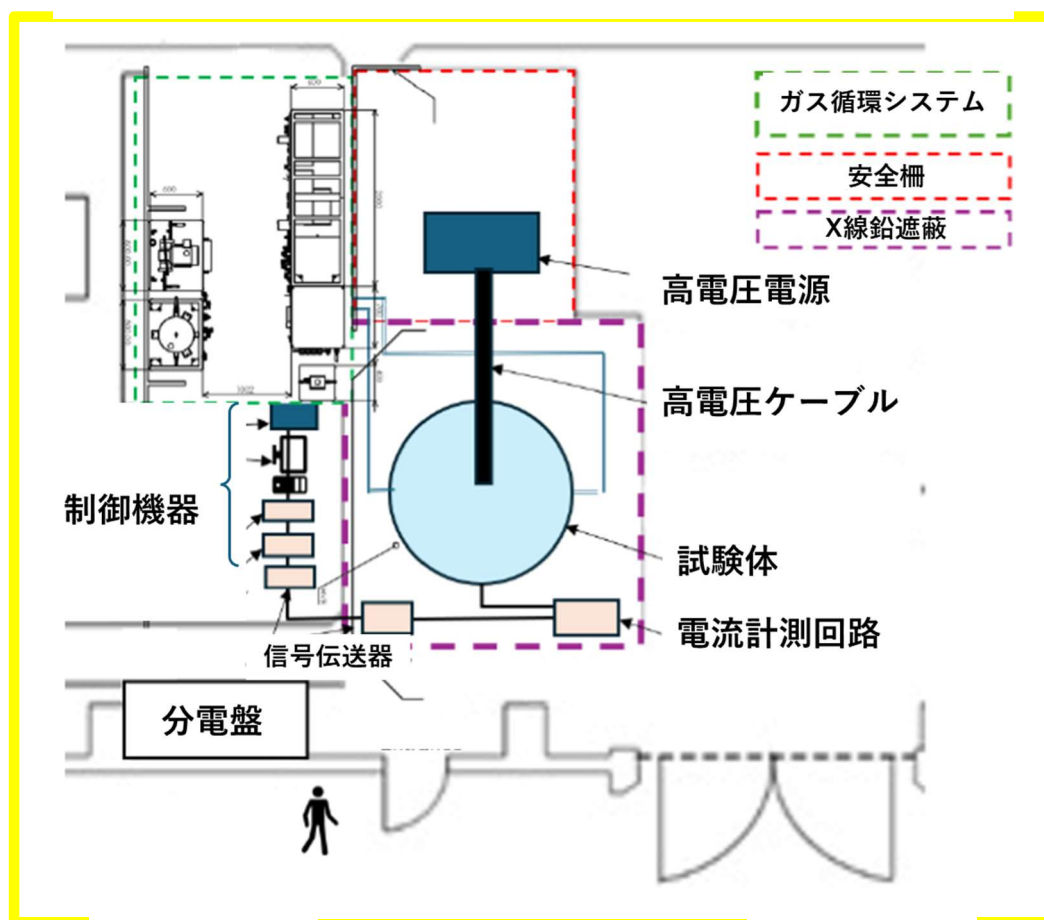 ガス循環システム
安全柵
X線鉛遮蔽
高電圧電源
高電圧ケーブル
制御機器
試験体
電流計測回路
信号伝送器
分電盤
600
600